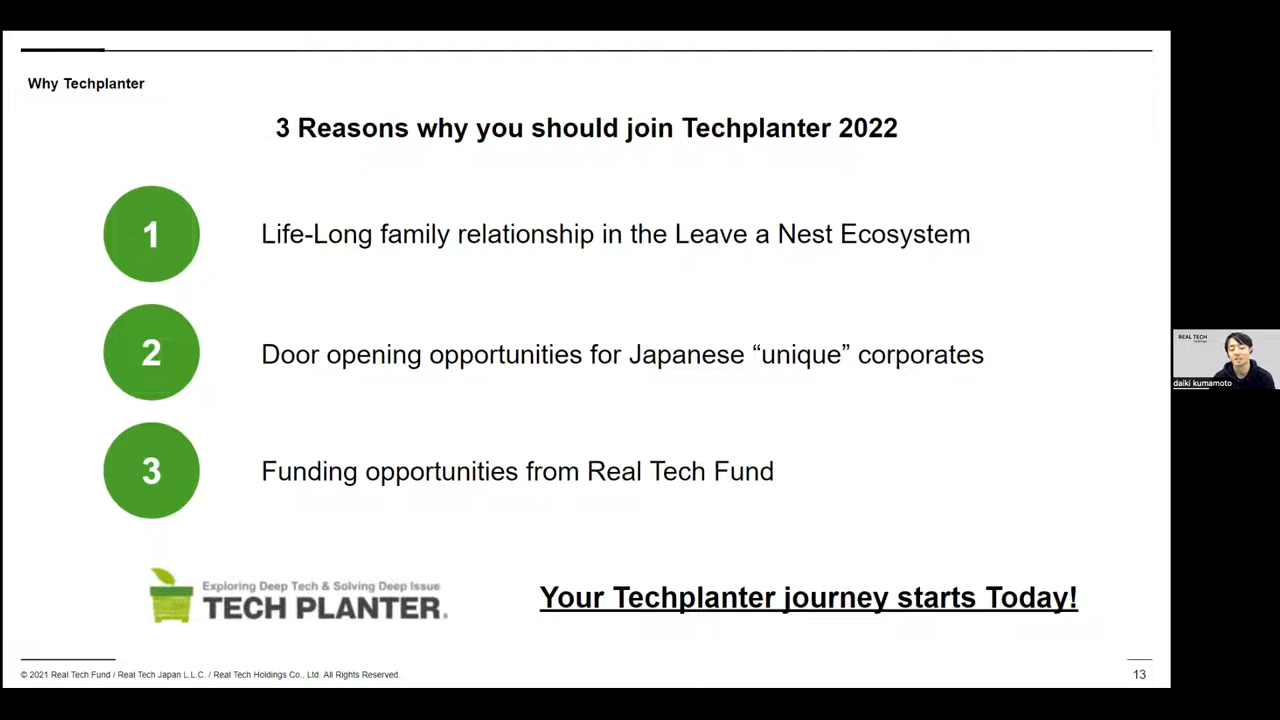 Why Techplanter
3 Reasons why you should join Techplanter 2022
1
Life-Long family relationship in the Leave a Nest Ecosystem
2
Door opening opportunities for Japanese “unique” corporates
3
Funding opportunities from Real Tech Fund
Exploring Deep Tech & Solving Deep Issue
TECH PLANTER.
Your Techplanter journey starts Today!
© 2021 Real Tech Fund / Real Tech Japan L.L.C. / Real Tech Holdings Co., Ltd. All Rights Reserved.
13
REAL TECH
Holdings
daiki kumamoto